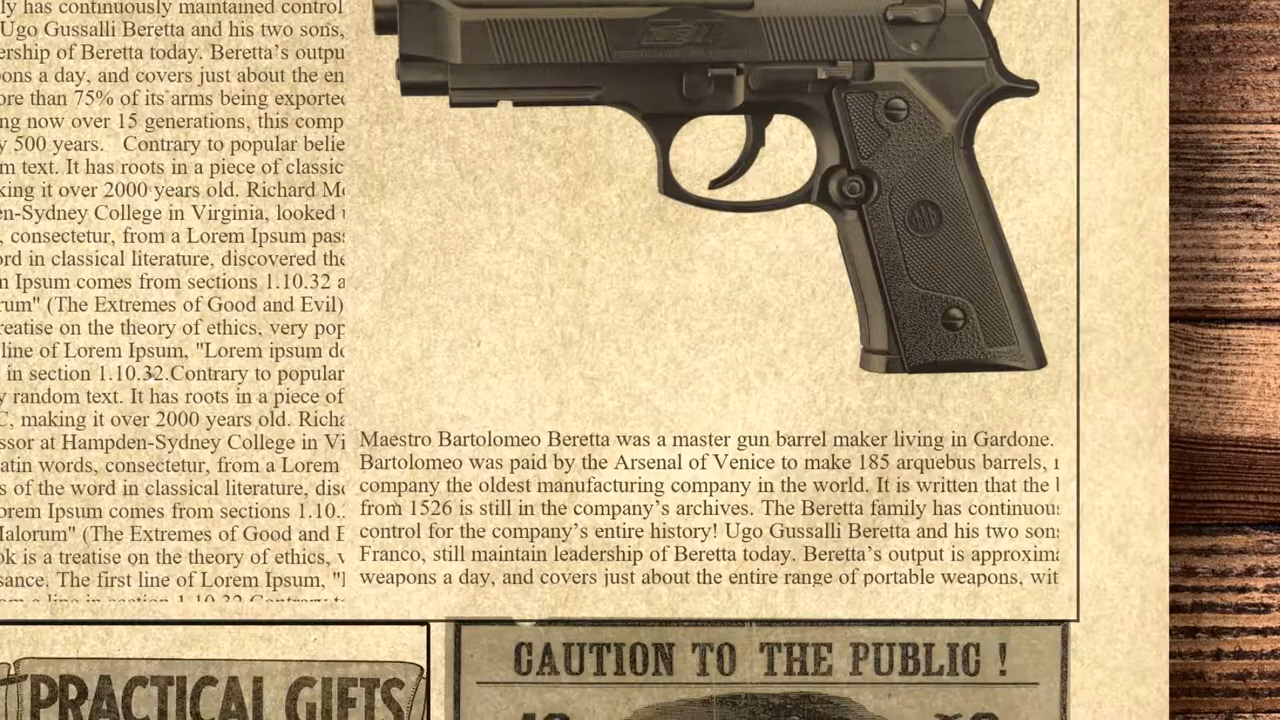 ly has continuously maintained control
Ugo Gussalli Beretta and his two sons,
ership of Beretta today. Beretta's outpu
ons a day, and covers just about the en
ore than 75% of its arms being exported
ng now over 15 generations, this comp
y 500 years. Contrary to popular belie
m text. It has roots in a piece of classic
king it over 2000 years old. Richard Mc
en-Sydney College in Virginia, looked
, consectetur, from a Lorem Ipsum pas
ord in classical literature, discovered the
m Ipsum comes from sections 1.10.32 a
rum" (The Extremes of Good and Evil)
reatise on the theory of ethics, very pop
line of Lorem Ipsum, "Lorem ipsum do
in section 1.10.32.Contrary to popular
y random text. It has roots in a piece of
C, making it over 2000 years old. Richa
ssor at Hampden-Sydney College in Vi
atin words, consectetur, from a Lorem
s of the word in classical literature, disc
orem Ipsum comes from sections 1.10.
Malorum" (The Extremes of Good and E
ok is a treatise on the theory of ethics, v
sance. The first line of Lorem Ipsum, "l
om a line in section 1.10.32.Contrary to
Maestro Bartolomeo Beretta was a master gun barrel maker living in Gardone.
Bartolomeo was paid by the Arsenal of Venice to make 185 arquebus barrels,
company the oldest manufacturing company in the world. It is written that the
from 1526 is still in the company's archives. The Beretta family has continuou
control for the company's entire history! Ugo Gussalli Beretta and his two son
Franco, still maintain leadership of Beretta today. Beretta's output is approxima
weapons a day, and covers just about the entire range of portable weapons, wit
PRACTICAL GIFTS
CAUTION TO THE PUBLIC !